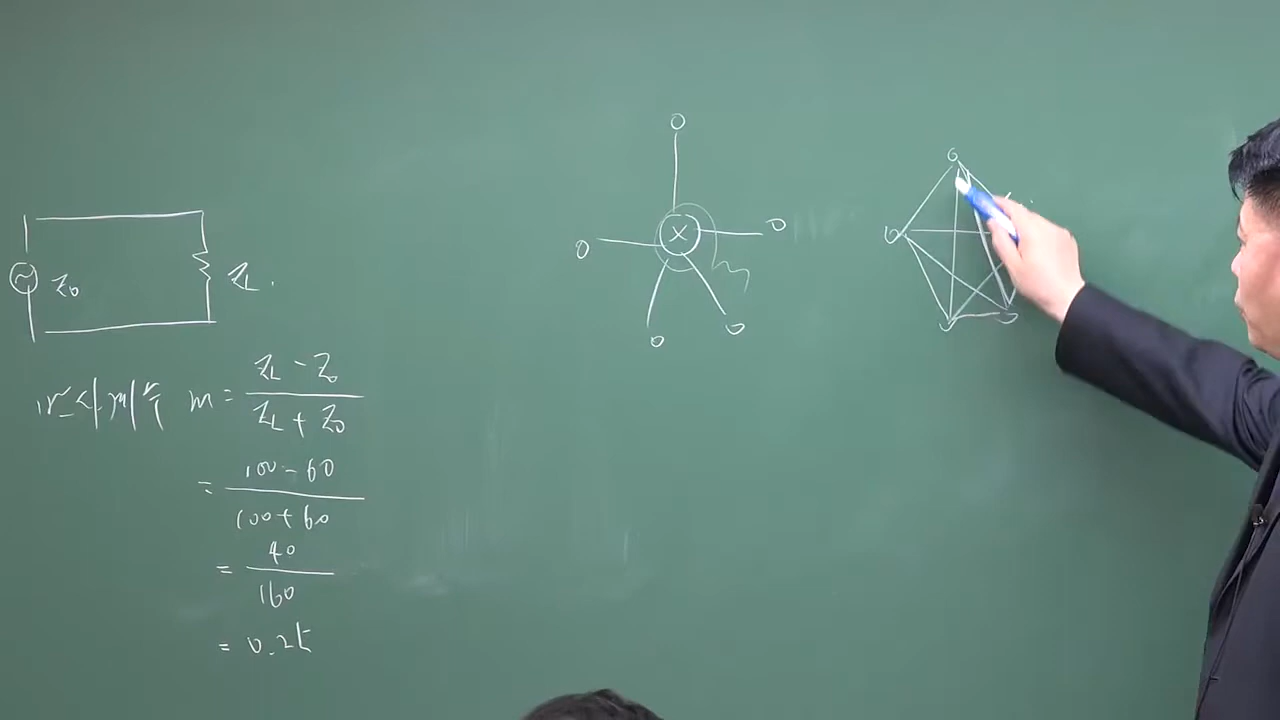 Z₀
Z_L.
반사계수 m = (Z_L - Z₀) / (Z_L + Z₀)
= (100 - 60) / (100 + 60)
= 40 / 160
= 0.25
X